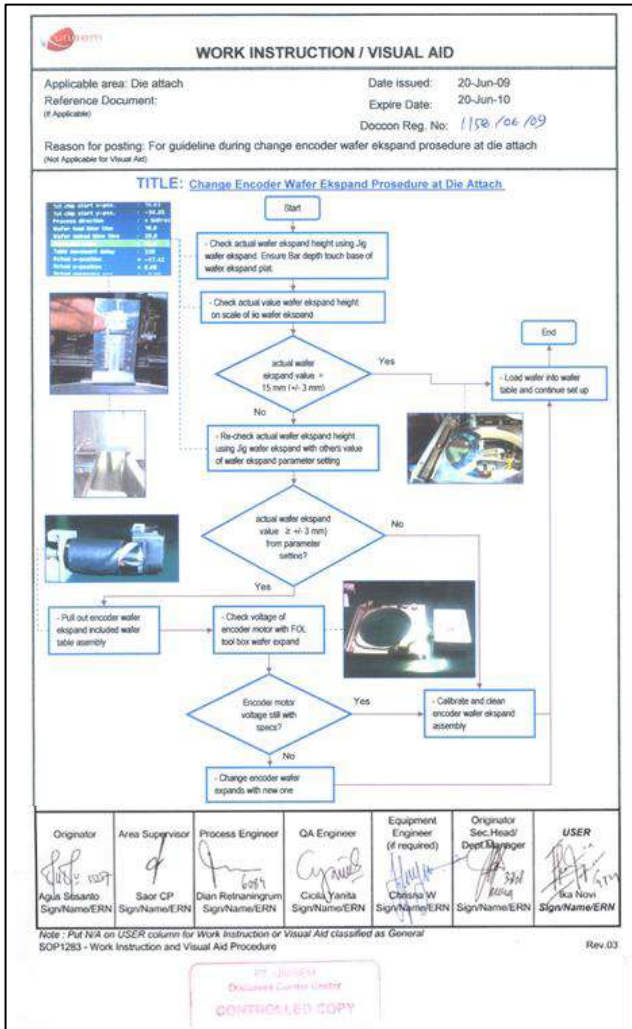 unisem
WORK INSTRUCTION / VISUAL AID
Applicable area: Die attach
Date issued: 20-Jun-09
Reference Document:
(If Applicable)
Expire Date: 20-Jun-10
Doccon Reg. No: 1158/06/09
Reason for posting: For guideline during change encoder wafer ekspand prosedure at die attach
(Not Applicable for Visual Aid)
TITLE: Change Encoder Wafer Ekspand Prosedure at Die Attach
Start
- Check actual wafer ekspand height using Jig
wafer ekspand. Ensure Bar depth touch base of
wafer ekspand plat.
- Check actual value wafer ekspand height
on scale of jig wafer ekspand
End
actual wafer
ekspand value =
15 mm (+/- 3 mm)
Yes
- Load wafer into wafer
table and continue set up
No
- Re-check actual wafer ekspand height
using Jig wafer ekspand with others value
of wafer ekspand parameter setting
actual wafer ekspand
value ≥ +/- 3 mm)
from parameter
setting?
No
Yes
- Pull out encoder wafer
ekspand included wafer
table asembly
- Check voltage of
encoder motor with FOL
tool box wafer expand
Encoder motor
voltage still with
specs?
Yes
- Calibrate and clean
encoder wafer ekspand
assembly
No
- Change encoder wafer
expands with new one
Originator
Area Supervisor
Process Engineer
QA Engineer
Equipment
Engineer
(if required)
Originator
Sec.Head/
Dept.Manager
USER
Agus Susanto
Sign/Name/ERN
Saor CP
Sign/Name/ERN
Dian Retnaningrum
Sign/Name/ERN
Cicilia Yanita
Sign/Name/ERN
Chrisna W
Sign/Name/ERN
Sign/Name/ERN
Ika Novi
Sign/Name/ERN
Note : Put N/A on USER column for Work Instruction or Visual Aid classified as General
SOP1283 - Work Instruction and Visual Aid Procedure
Rev.03
PT. UNISEM
Document Control Center
CONTROLLED COPY